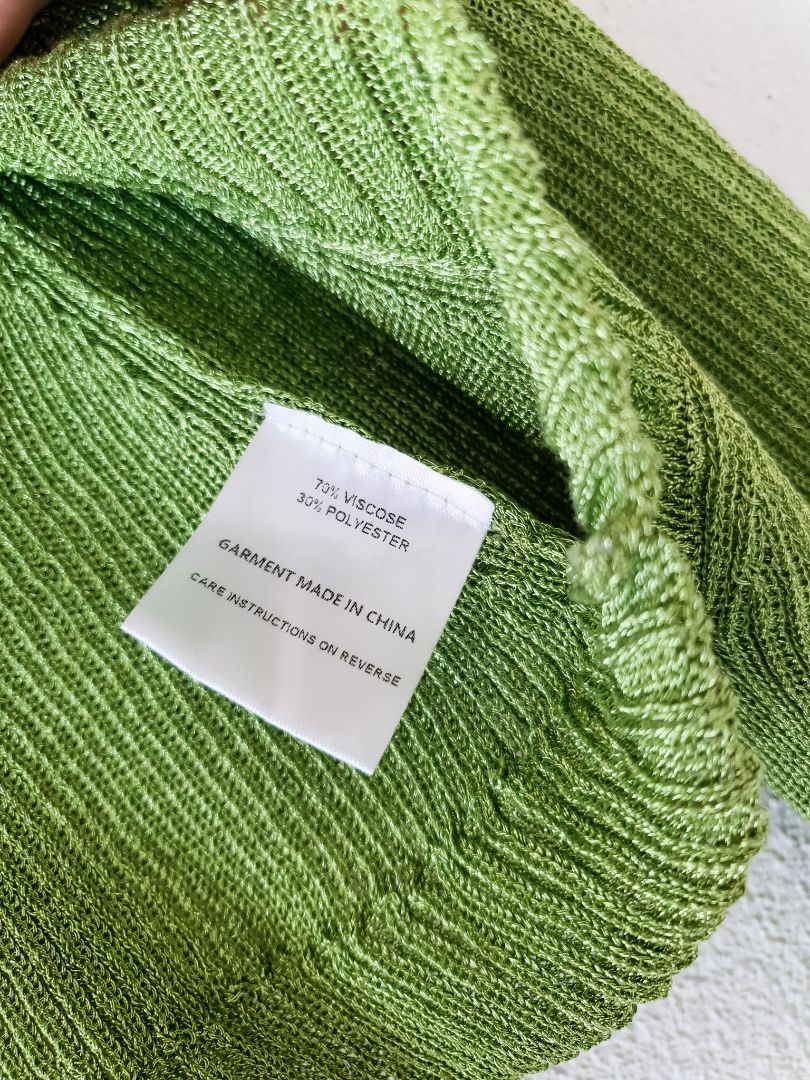 70% VISCOSE
30% POLYESTER
GARMENT MADE IN CHINA
CARE INSTRUCTIONS ON REVERSE